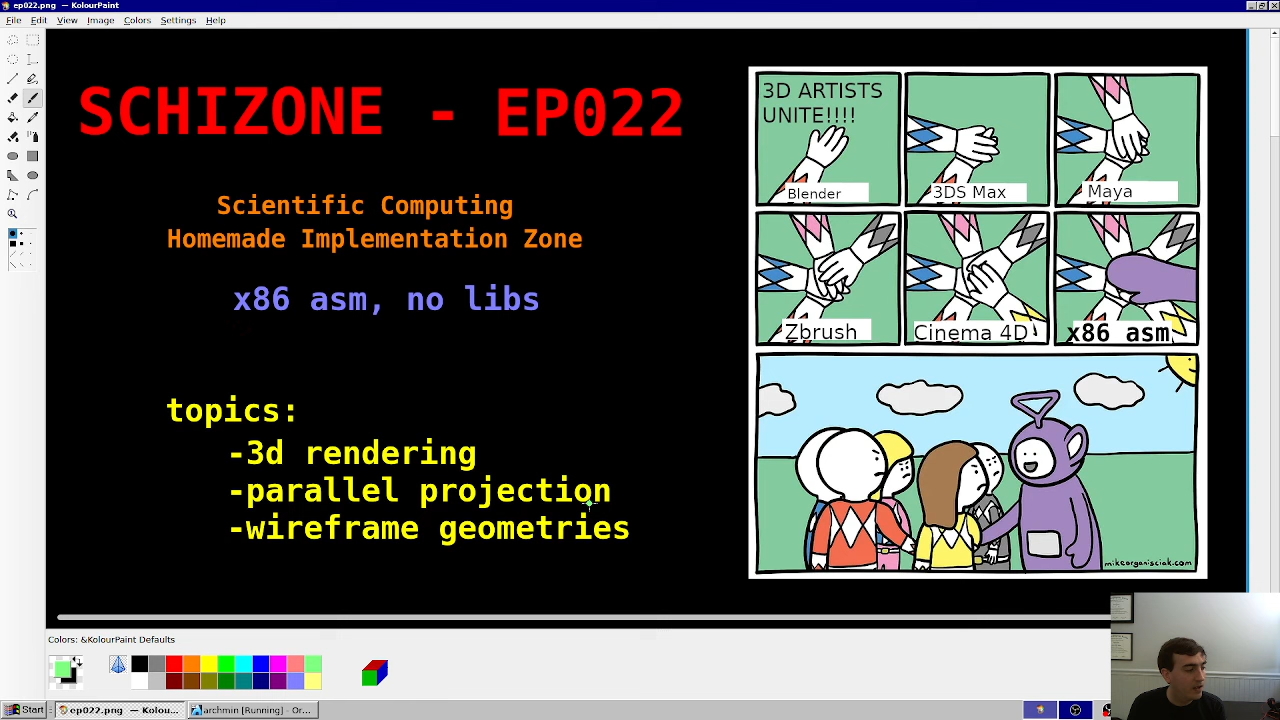 ep022.png — KolourPaint
File Edit View Image Colors Settings Help
SCHIZONE - EP022
Scientific Computing
Homemade Implementation Zone
x86 asm, no libs
topics:
-3d rendering
-parallel projection
-wireframe geometries
3D ARTISTS
UNITE!!!!
Blender
3DS Max
Maya
Zbrush
Cinema 4D
x86 asm
mikeorganisciak.com
Colors: &KolourPaint Defaults
Start
ep022.png — Kolou...
archmin [Running] - Or...